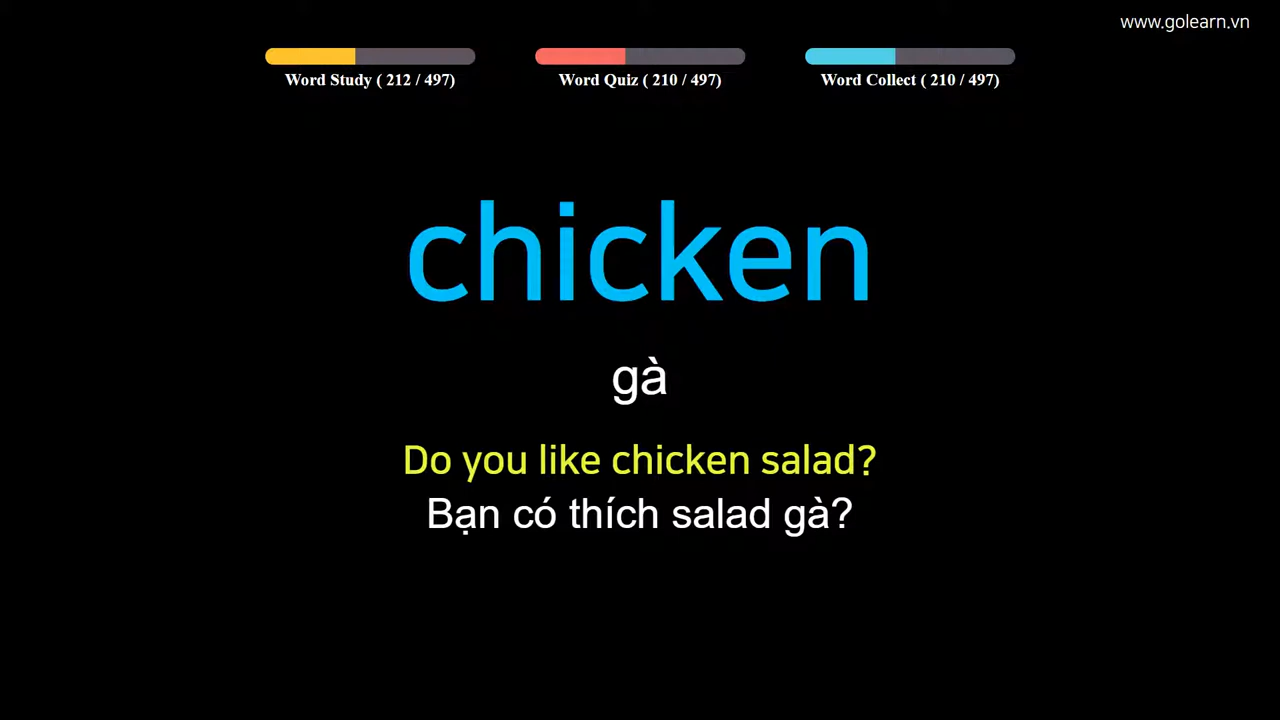 www.golearn.vn
Word Study ( 212 / 497)
Word Quiz ( 210 / 497)
Word Collect ( 210 / 497)
chicken
gà
Do you like chicken salad?
Bạn có thích salad gà?